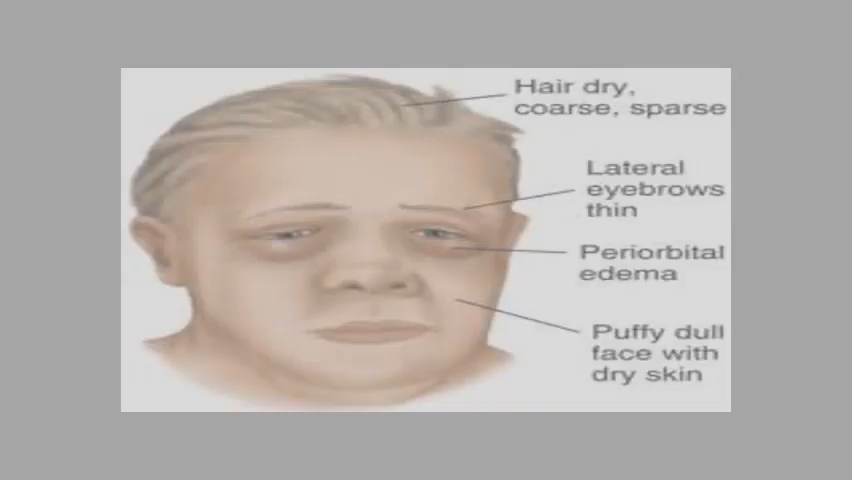 Hair dry,
coarse, sparse
Lateral
eyebrows
thin
Periorbital
edema
Puffy dull
face with
dry skin